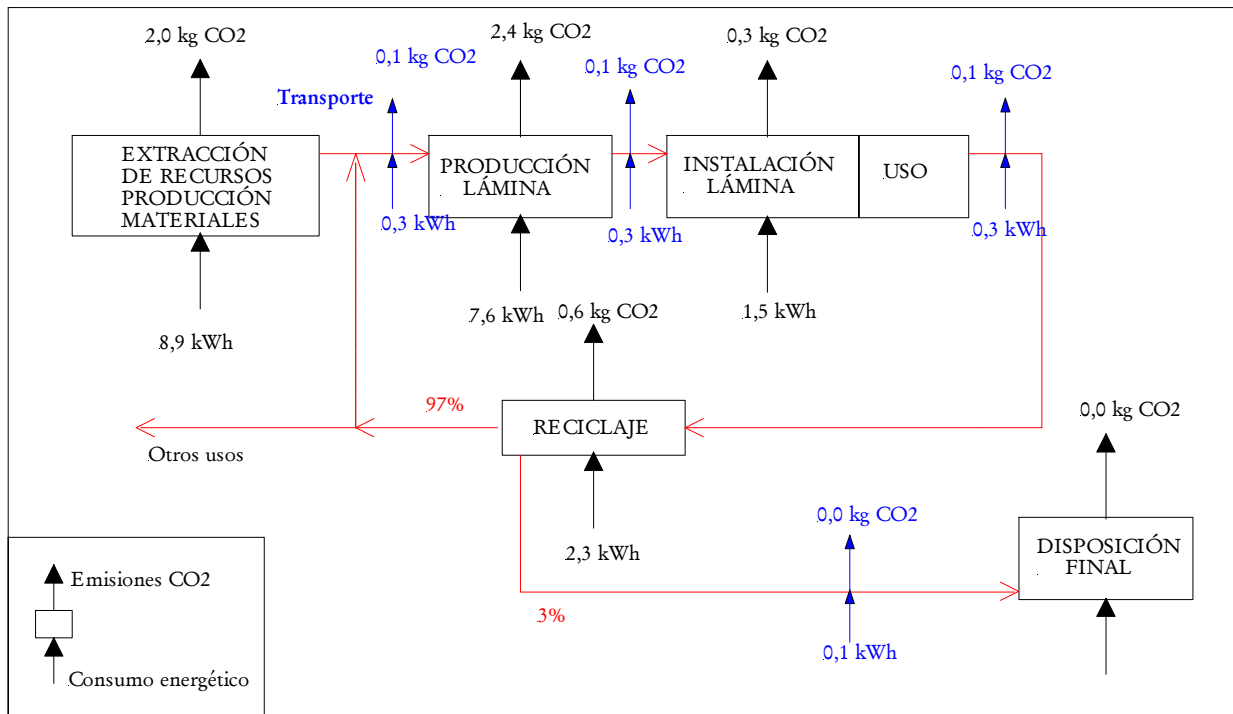 2,0 kg CO2
2,4 kg CO2
0,3 kg CO2
0,1 kg CO2
0,1 kg CO2
0,1 kg CO2
Transporte
EXTRACCIÓN
DE RECURSOS
PRODUCCIÓN
MATERIALES
PRODUCCIÓN
LÁMINA
INSTALACIÓN
LÁMINA
USO
0,3 kWh
0,3 kWh
0,3 kWh
8,9 kWh
7,6 kWh
1,5 kWh
0,6 kg CO2
97%
RECICLAJE
Otros usos
0,0 kg CO2
2,3 kWh
0,0 kg CO2
DISPOSICIÓN
FINAL
3%
0,1 kWh
Emisiones CO2
Consumo energético